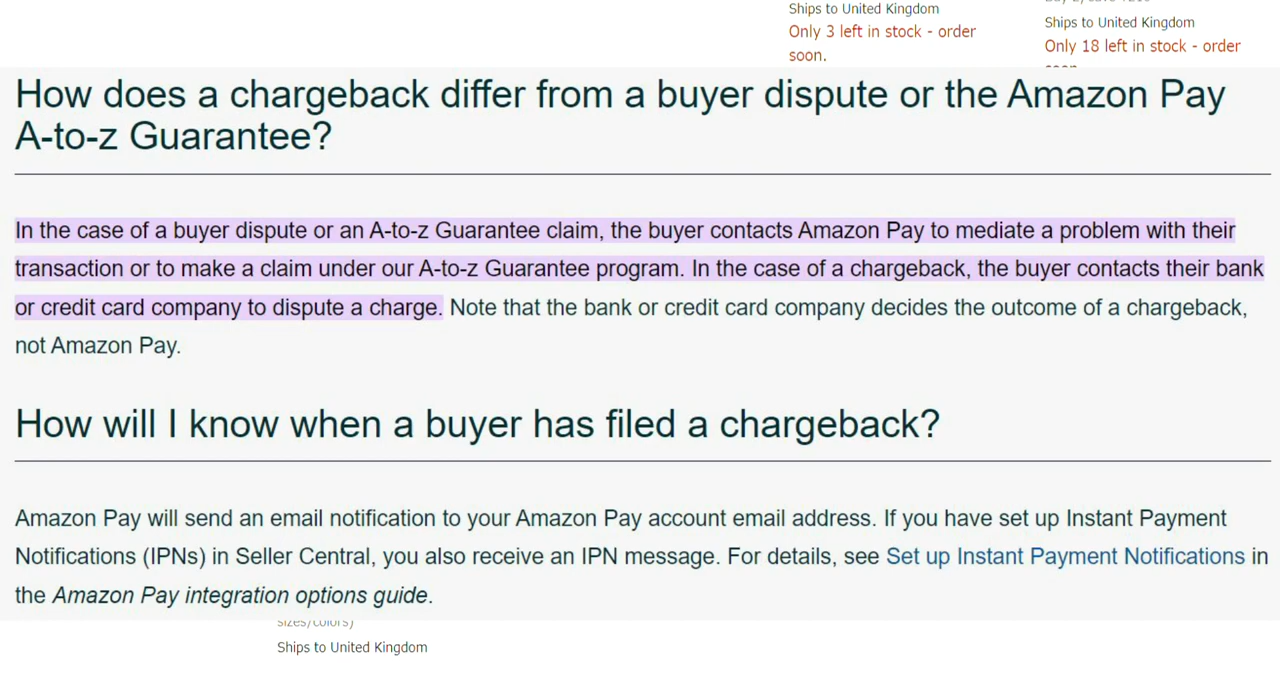 Ships to United Kingdom
Only 3 left in stock - order
soon.
Ships to United Kingdom
Only 18 left in stock - order
How does a chargeback differ from a buyer dispute or the Amazon Pay
A-to-z Guarantee?
In the case of a buyer dispute or an A-to-z Guarantee claim, the buyer contacts Amazon Pay to mediate a problem with their
transaction or to make a claim under our A-to-z Guarantee program. In the case of a chargeback, the buyer contacts their bank
or credit card company to dispute a charge. Note that the bank or credit card company decides the outcome of a chargeback,
not Amazon Pay.
How will I know when a buyer has filed a chargeback?
Amazon Pay will send an email notification to your Amazon Pay account email address. If you have set up Instant Payment
Notifications (IPNs) in Seller Central, you also receive an IPN message. For details, see Set up Instant Payment Notifications in
the Amazon Pay integration options guide.
sizes/colors)
Ships to United Kingdom